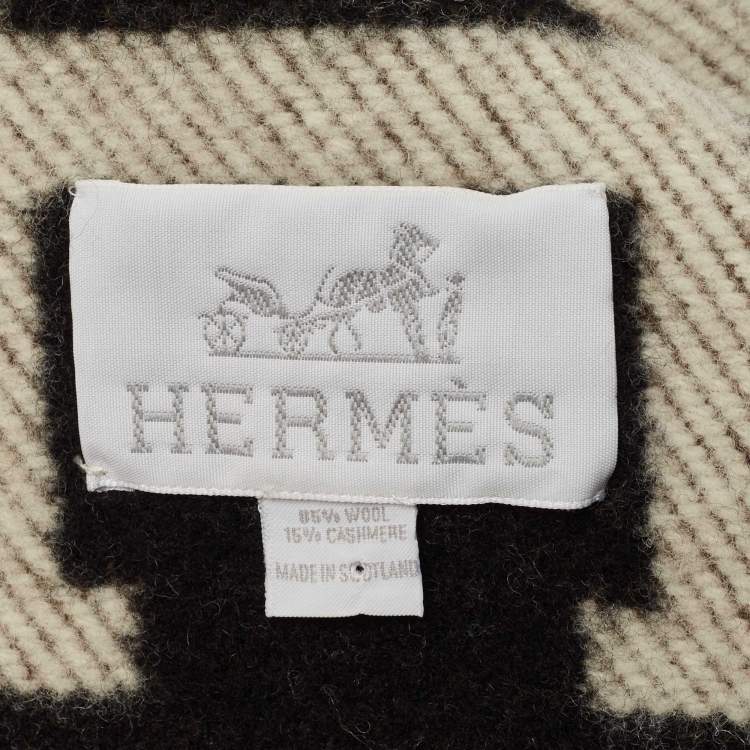 HERMÈS
85% WOOL
15% CASHMERE
MADE IN SCOTLAND